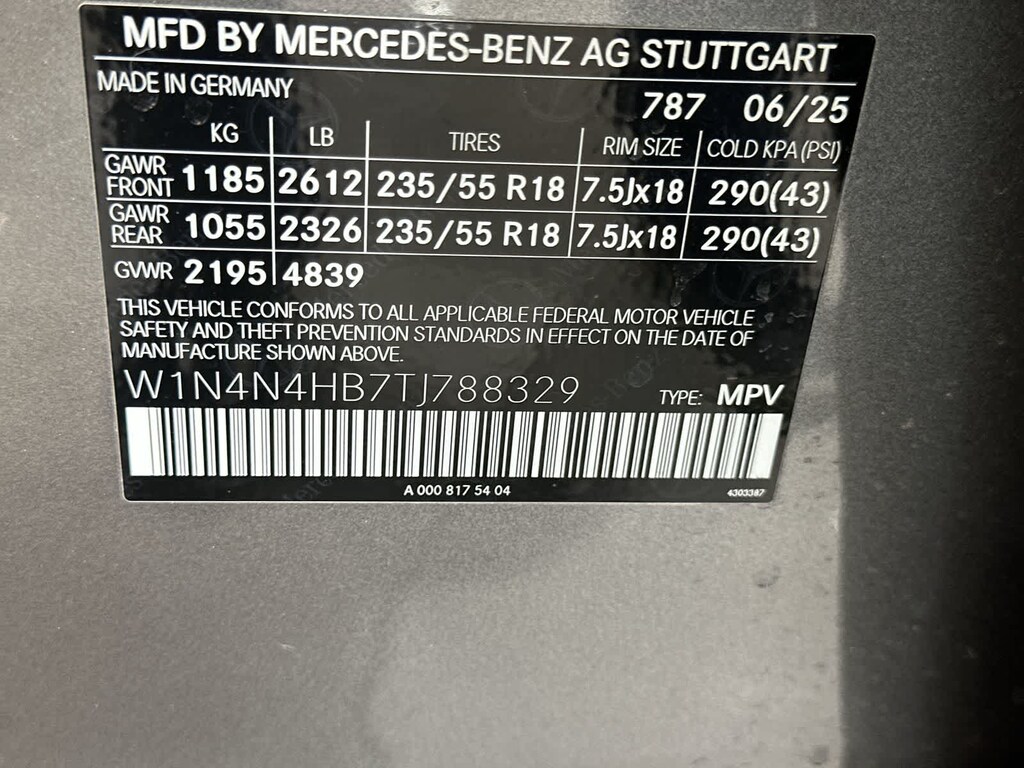 MFD BY MERCEDES-BENZ AG STUTTGART
MADE IN GERMANY
787 06/25
KG LB TIRES RIM SIZE COLD KPA (PSI)
GAWR FRONT 1185 2612 235/55 R18 7.5Jx18 290(43)
GAWR REAR 1055 2326 235/55 R18 7.5Jx18 290(43)
GVWR 2195 4839
THIS VEHICLE CONFORMS TO ALL APPLICABLE FEDERAL MOTOR VEHICLE
SAFETY AND THEFT PREVENTION STANDARDS IN EFFECT ON THE DATE OF
MANUFACTURE SHOWN ABOVE.
W1N4N4HB7TJ788329 TYPE: MPV
A 000 817 54 04 4303387